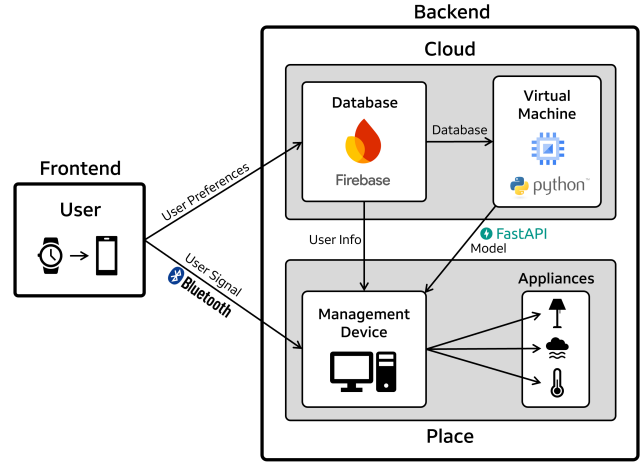 Backend
Cloud
Database
Firebase
Database
Virtual
Machine
python™
Frontend
User
User Preferences
User Signal
Bluetooth
User Info
FastAPI
Model
Management
Device
Appliances
Place